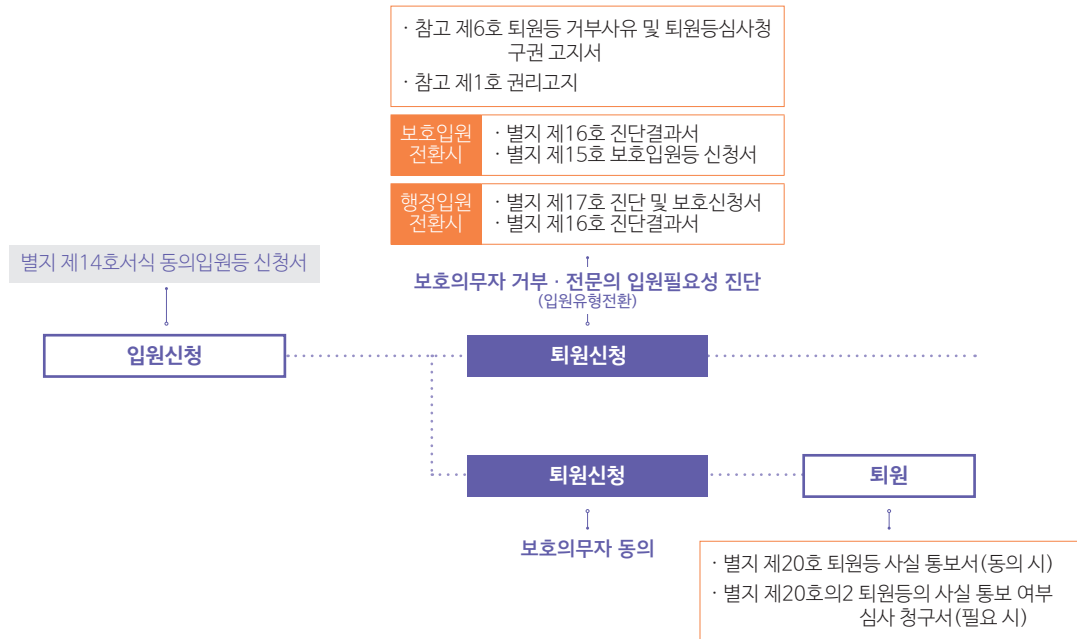 · 참고 제6호 퇴원등 거부사유 및 퇴원등심사청
구권 고지서
· 참고 제1호 권리고지
보호입원
전환시
· 별지 제16호 진단결과서
· 별지 제15호 보호입원등 신청서
행정입원
전환시
· 별지 제17호 진단 및 보호신청서
· 별지 제16호 진단결과서
별지 제14호서식 동의입원등 신청서
보호의무자 거부 · 전문의 입원필요성 진단
(입원유형전환)
입원신청
퇴원신청
퇴원신청
퇴원
보호의무자 동의
· 별지 제20호 퇴원등 사실 통보서(동의 시)
· 별지 제20호의2 퇴원등의 사실 통보 여부
심사 청구서(필요 시)